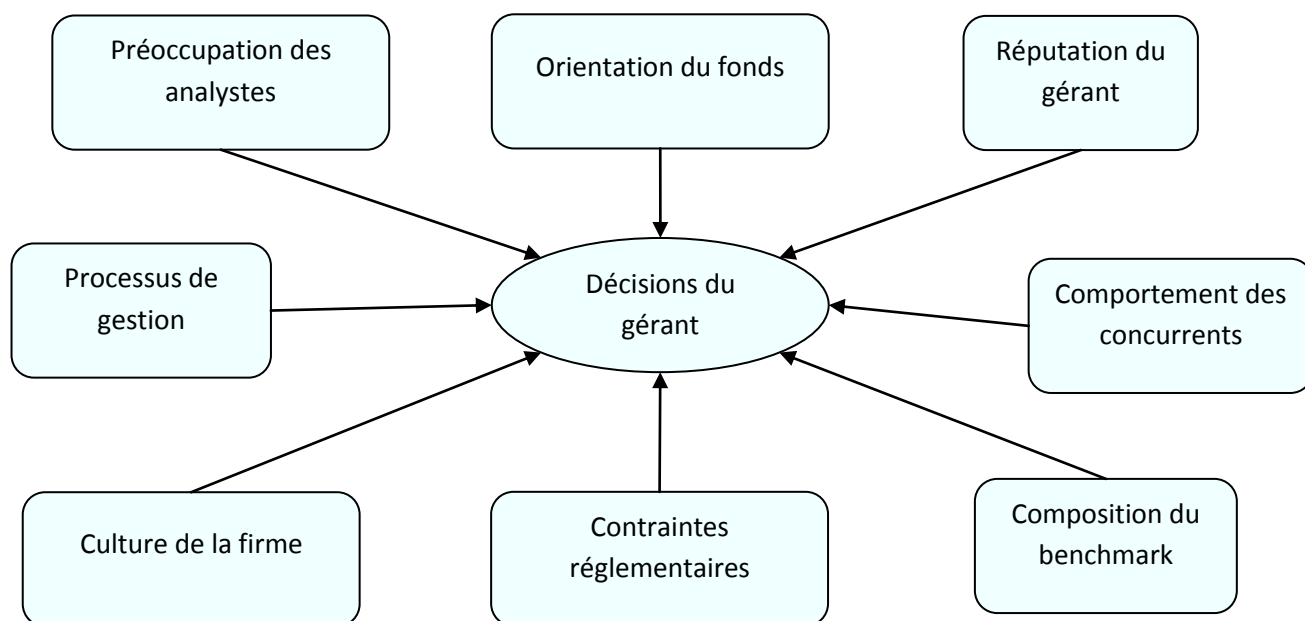 Préoccupation des
analystes
Orientation du fonds
Réputation du
gérant
Processus de
gestion
Décisions du
gérant
Comportement des
concurrents
Culture de la firme
Contraintes
réglementaires
Composition du
benchmark